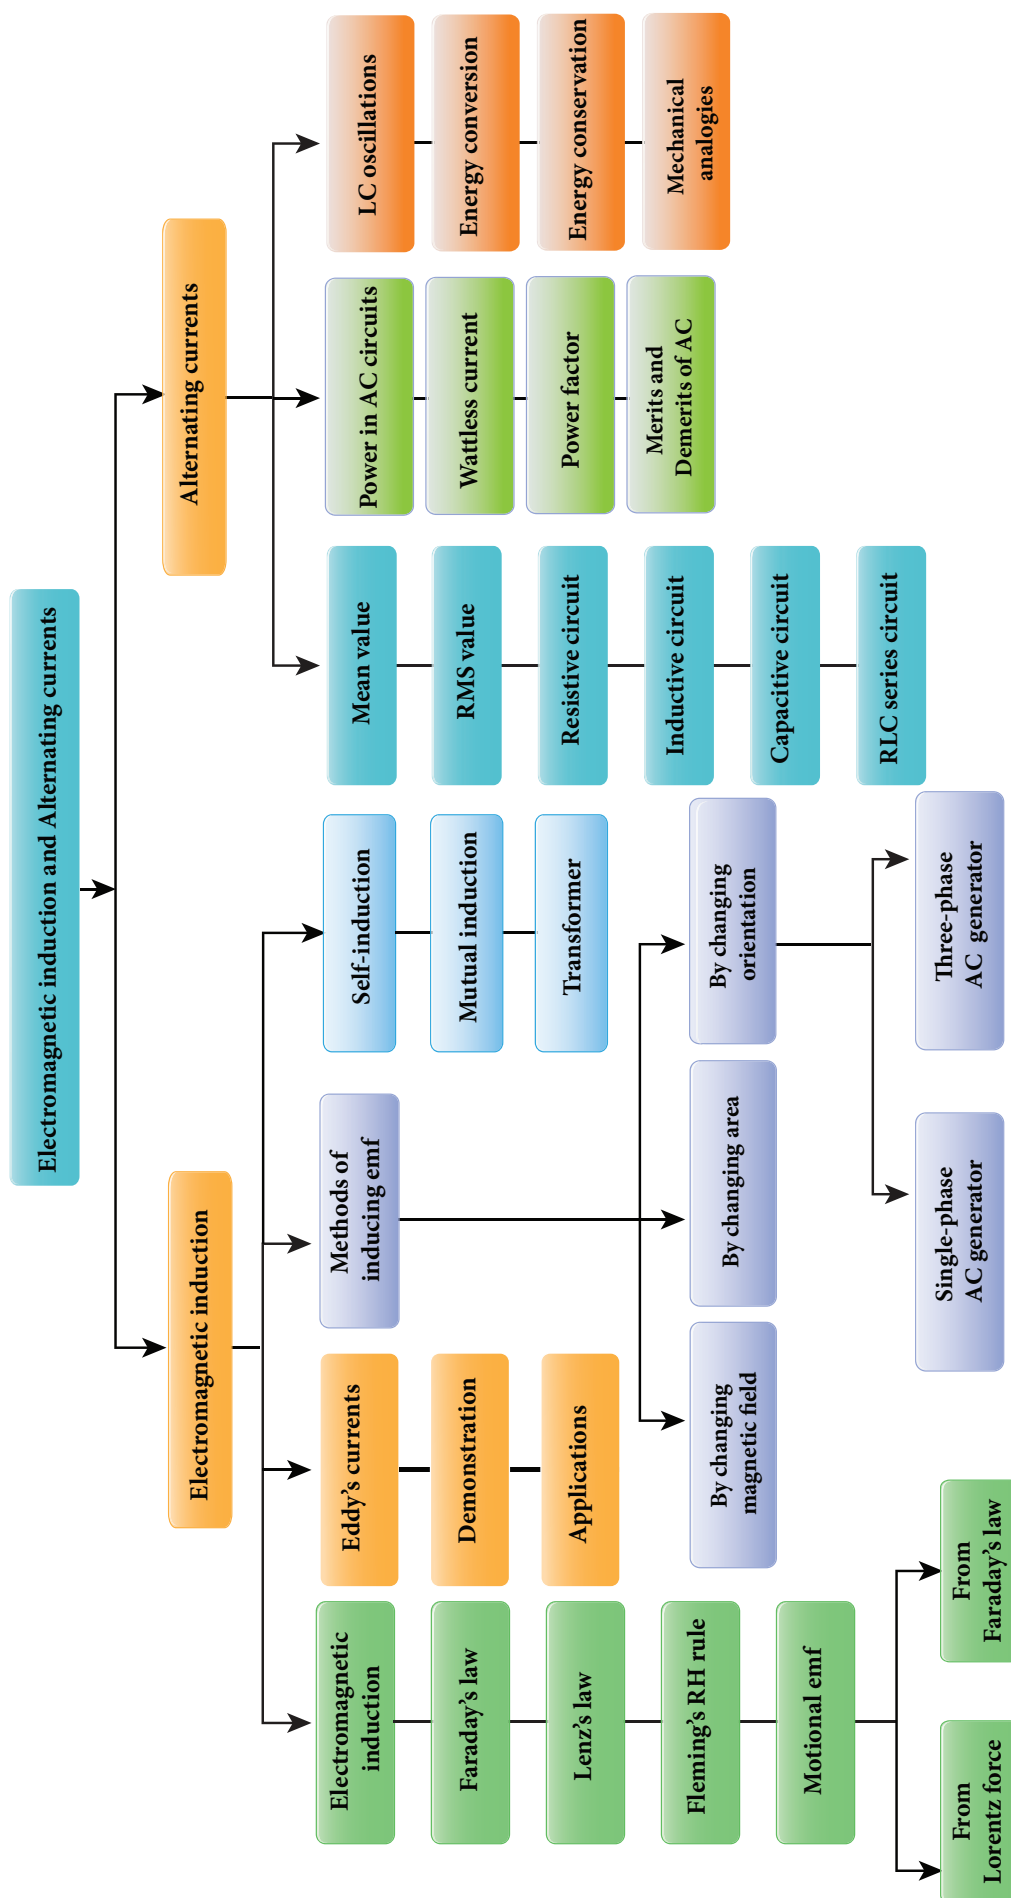 Electromagnetic induction and Alternating currents
Electromagnetic induction
Alternating currents
Electromagnetic
induction
Faraday’s law
Lenz’s law
Fleming’s RH rule
Motional emf
From
Lorentz force
From
Faraday’s law
Eddy’s currents
Demonstration
Applications
Methods of
inducing emf
By changing
magnetic field
By changing area
By changing
orientation
Single-phase
AC generator
Three-phase
AC generator
Self-induction
Mutual induction
Transformer
Mean value
RMS value
Resistive circuit
Inductive circuit
Capacitive circuit
RLC series circuit
Power in AC circuits
Wattless current
Power factor
Merits and
Demerits of AC
LC oscillations
Energy conversion
Energy conservation
Mechanical
analogies